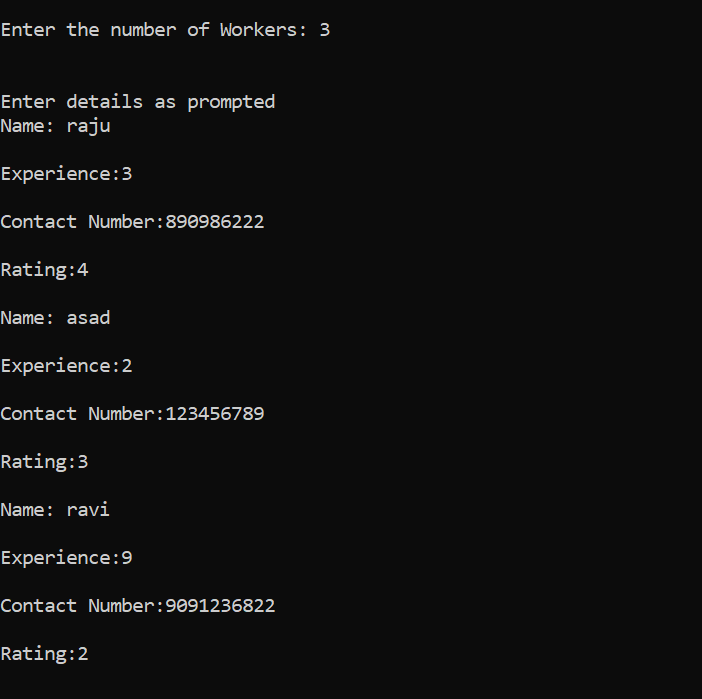 Enter the number of Workers: 3
Enter details as prompted
Name: raju
Experience:3
Contact Number:890986222
Rating:4
Name: asad
Experience:2
Contact Number:123456789
Rating:3
Name: ravi
Experience:9
Contact Number:9091236822
Rating:2